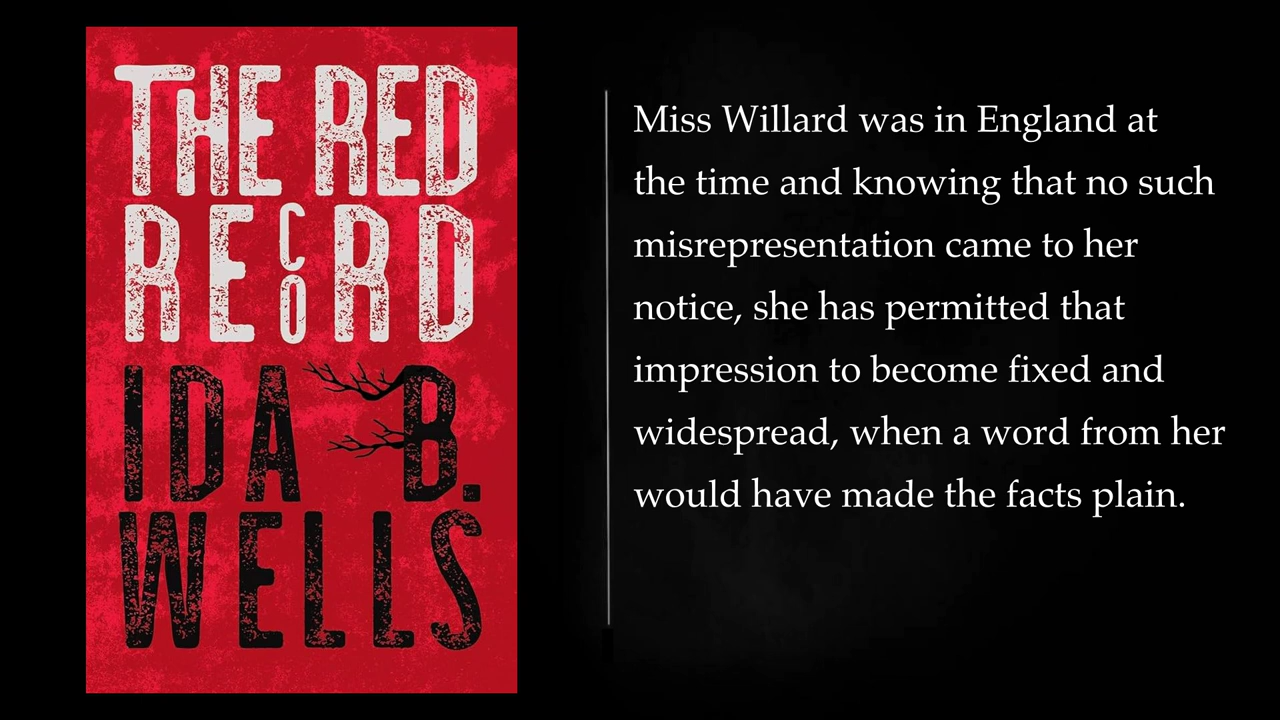 THE RED
RECORD
IDA B.
WELLS
Miss Willard was in England at
the time and knowing that no such
misrepresentation came to her
notice, she has permitted that
impression to become fixed and
widespread, when a word from her
would have made the facts plain.